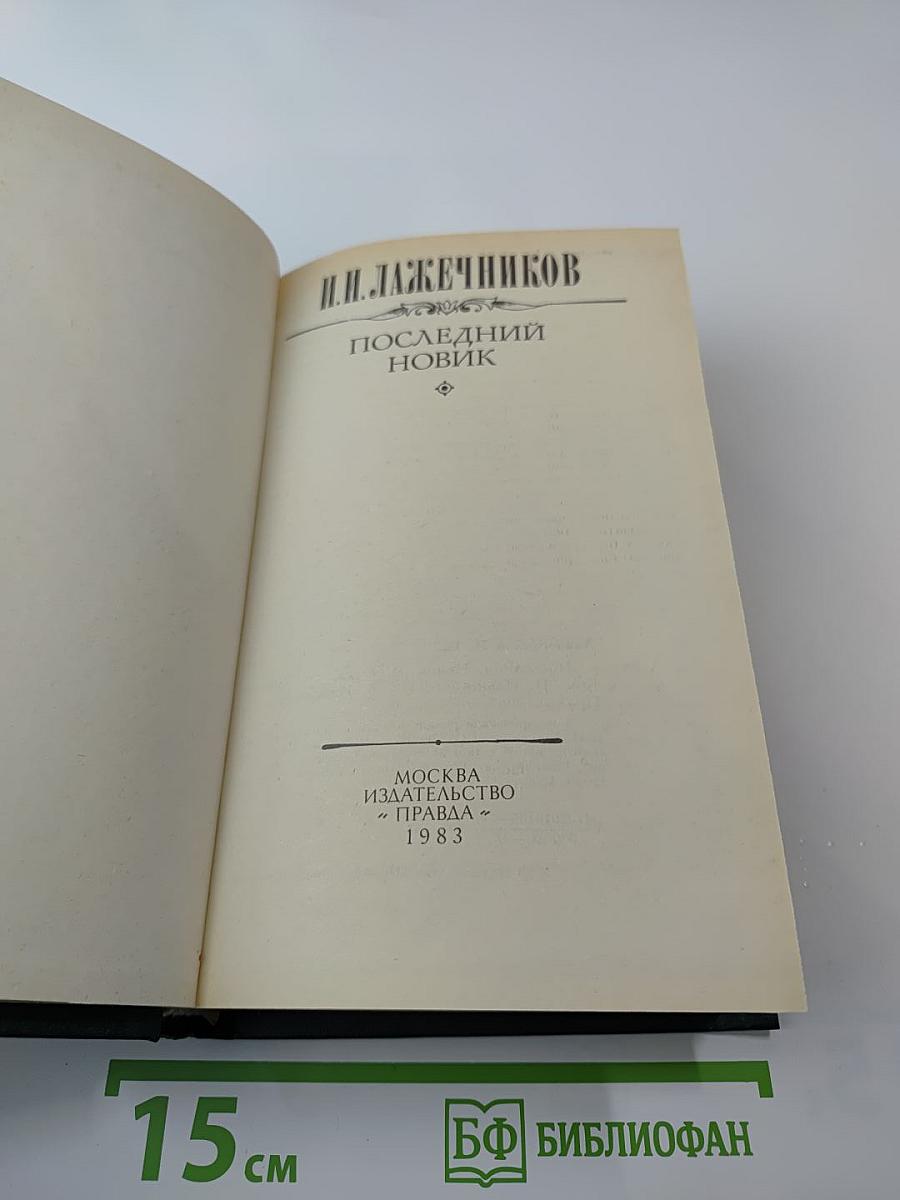 И.И.ЛАЖЕЧНИКОВ
ПОСЛЕДНИЙ
НОВИК
МОСКВА
ИЗДАТЕЛЬСТВО
«ПРАВДА»
1983
15 см
БФ БИБЛИОФАН